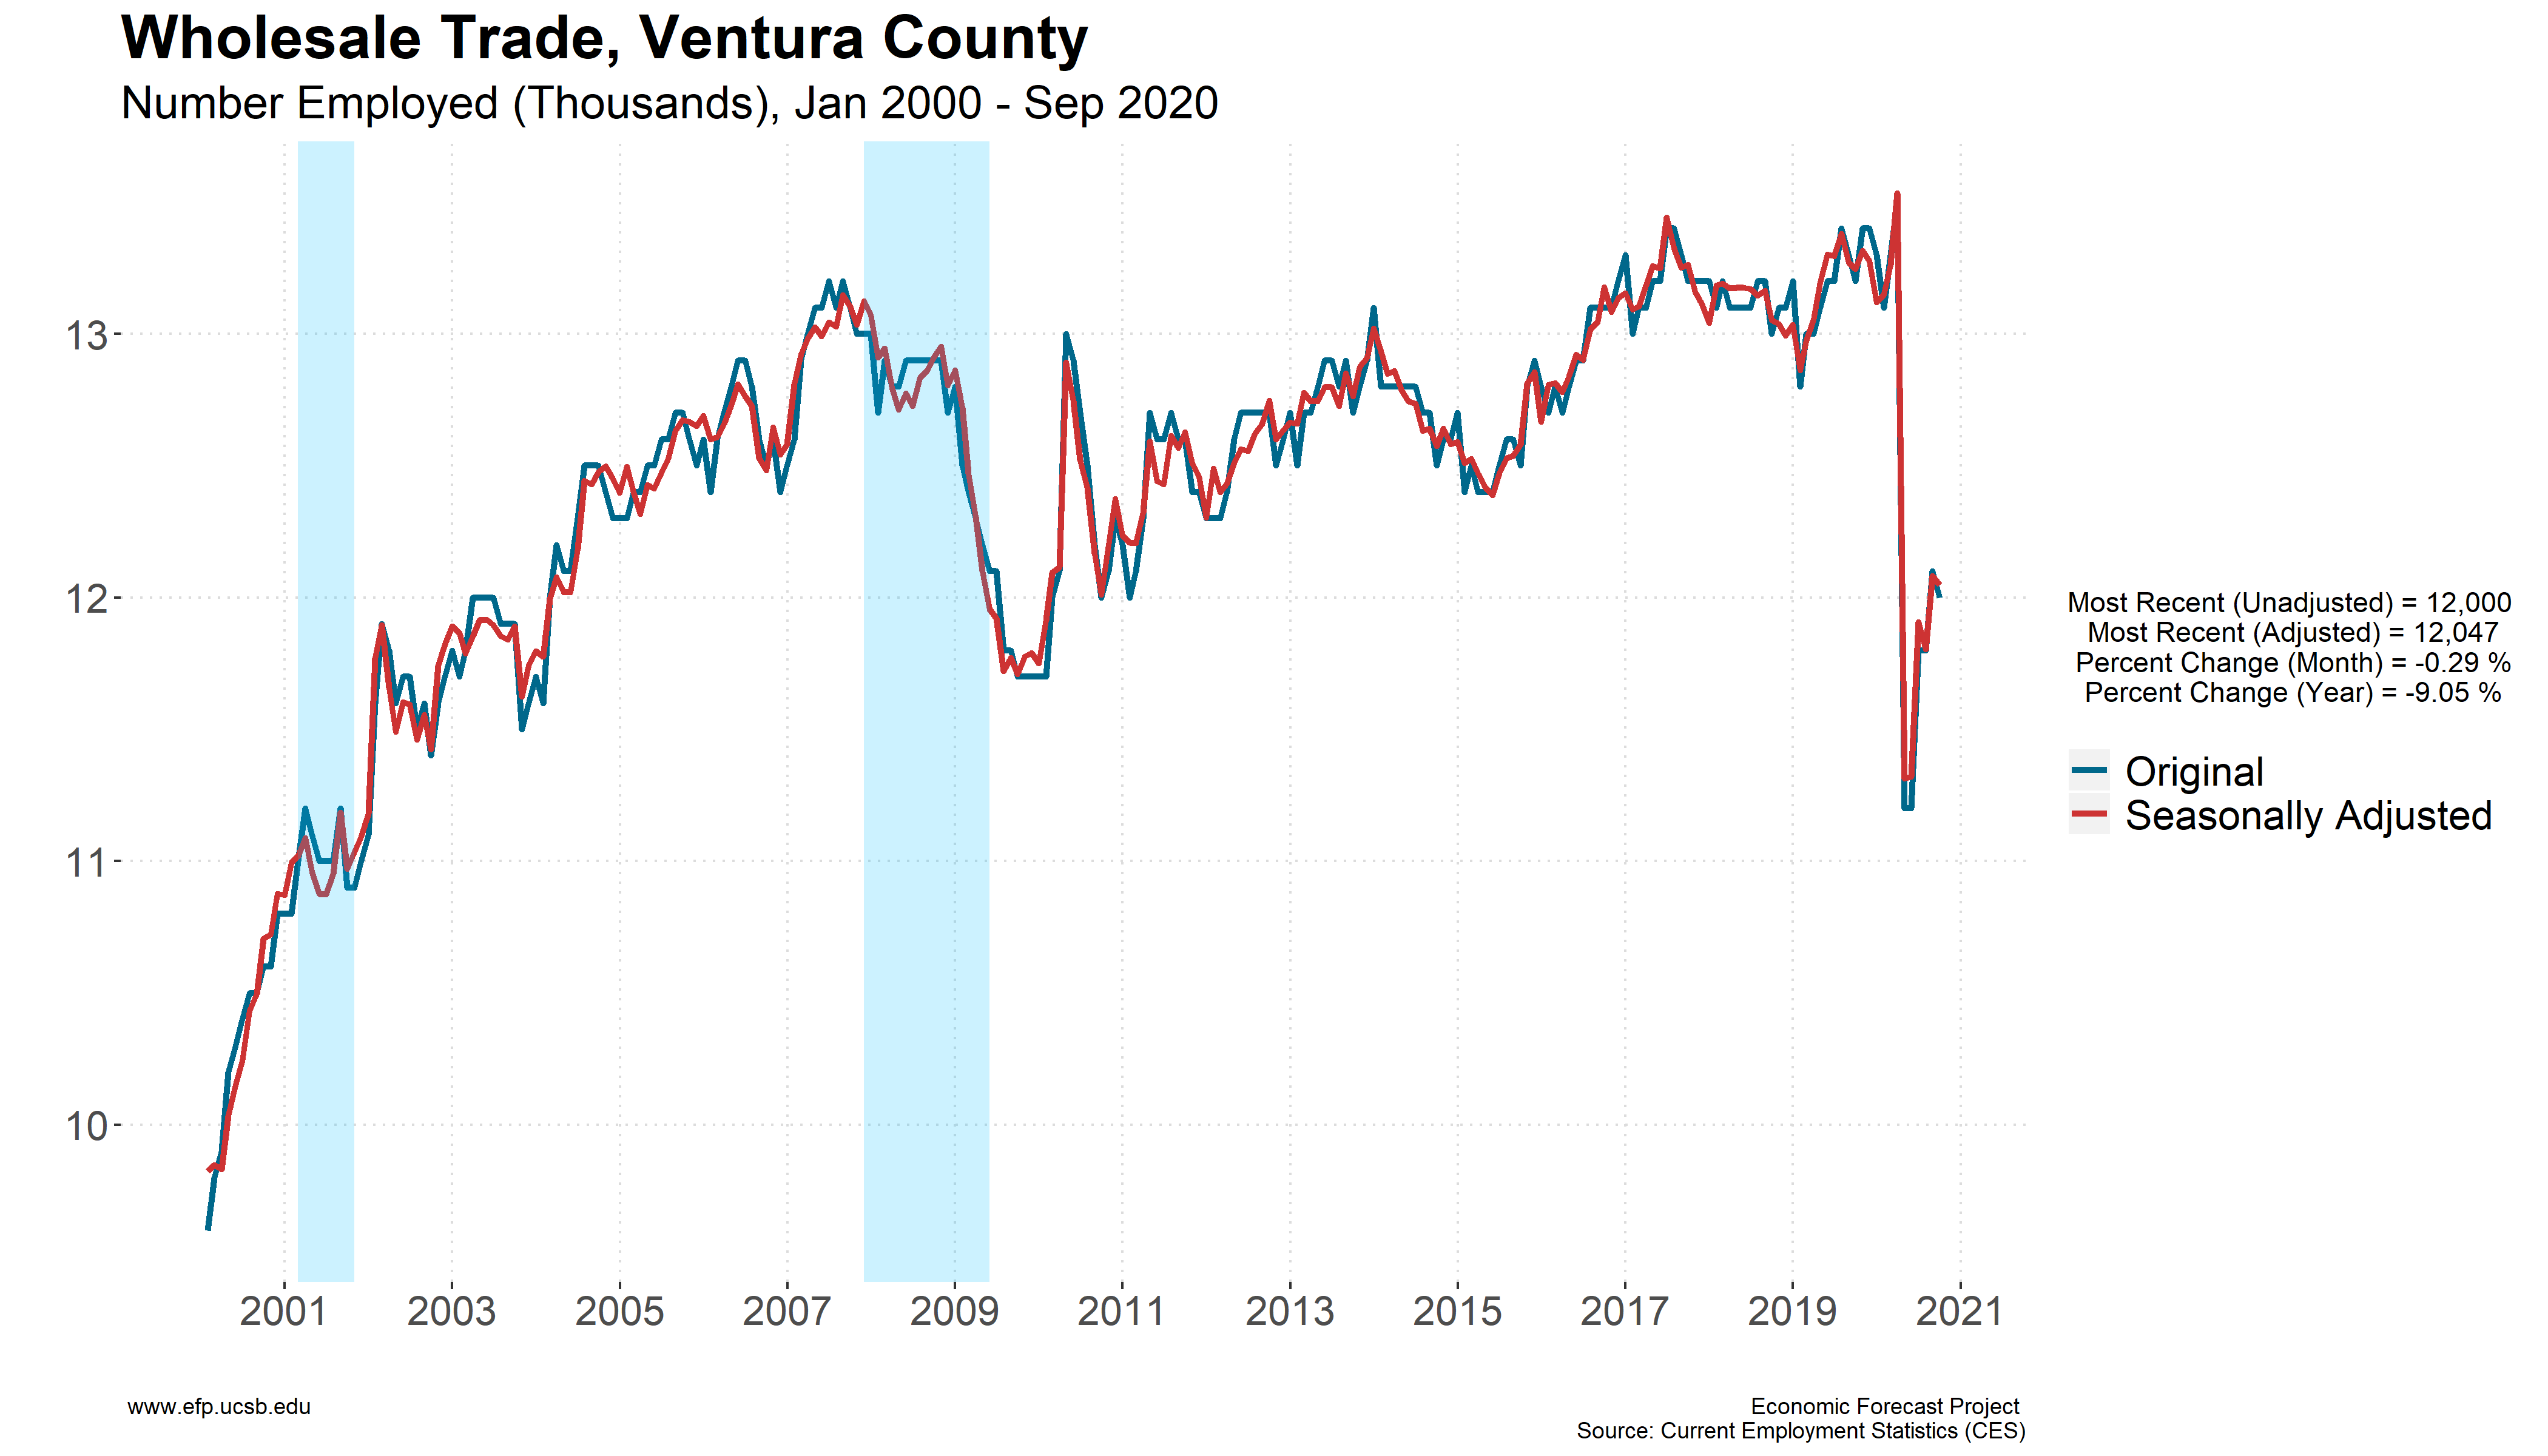 Wholesale Trade, Ventura County
Number Employed (Thousands), Jan 2000 - Sep 2020
13
12
11
10
2001 2003 2005 2007 2009 2011 2013 2015 2017 2019 2021
Most Recent (Unadjusted) = 12,000
Most Recent (Adjusted) = 12,047
Percent Change (Month) = -0.29 %
Percent Change (Year) = -9.05 %
Original
Seasonally Adjusted
www.efp.ucsb.edu
Economic Forecast Project
Source: Current Employment Statistics (CES)